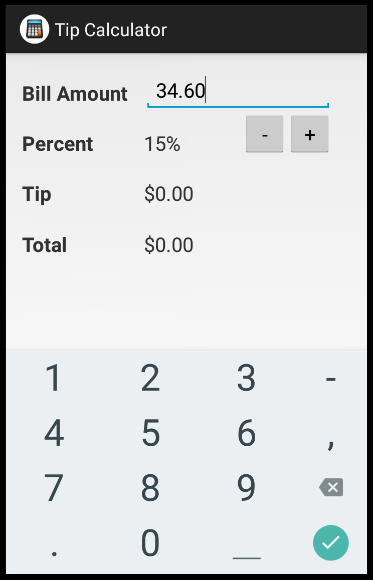 Tip Calculator
Bill Amount 34.60
Percent 15% - +
Tip $0.00
Total $0.00
1 2 3 -
4 5 6 ,
7 8 9
. 0 _